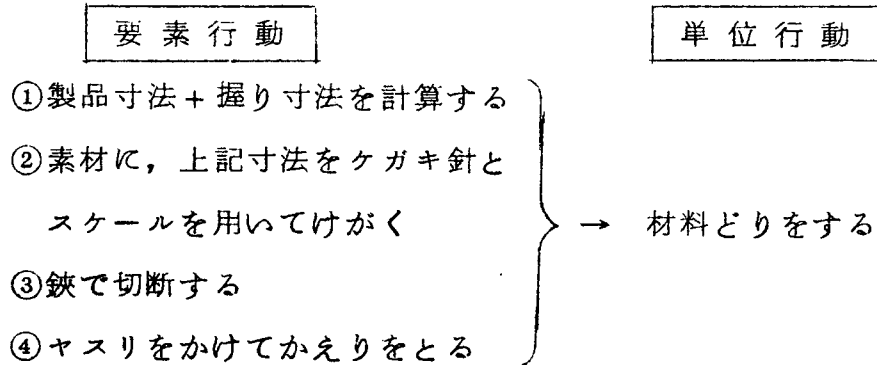 要素行動
単位行動
①製品寸法+握り寸法を計算する
②素材に,上記寸法をケガキ針と
スケールを用いてけがく
→ 材料どりをする
③鋏で切断する
④ヤスリをかけてかえりをとる